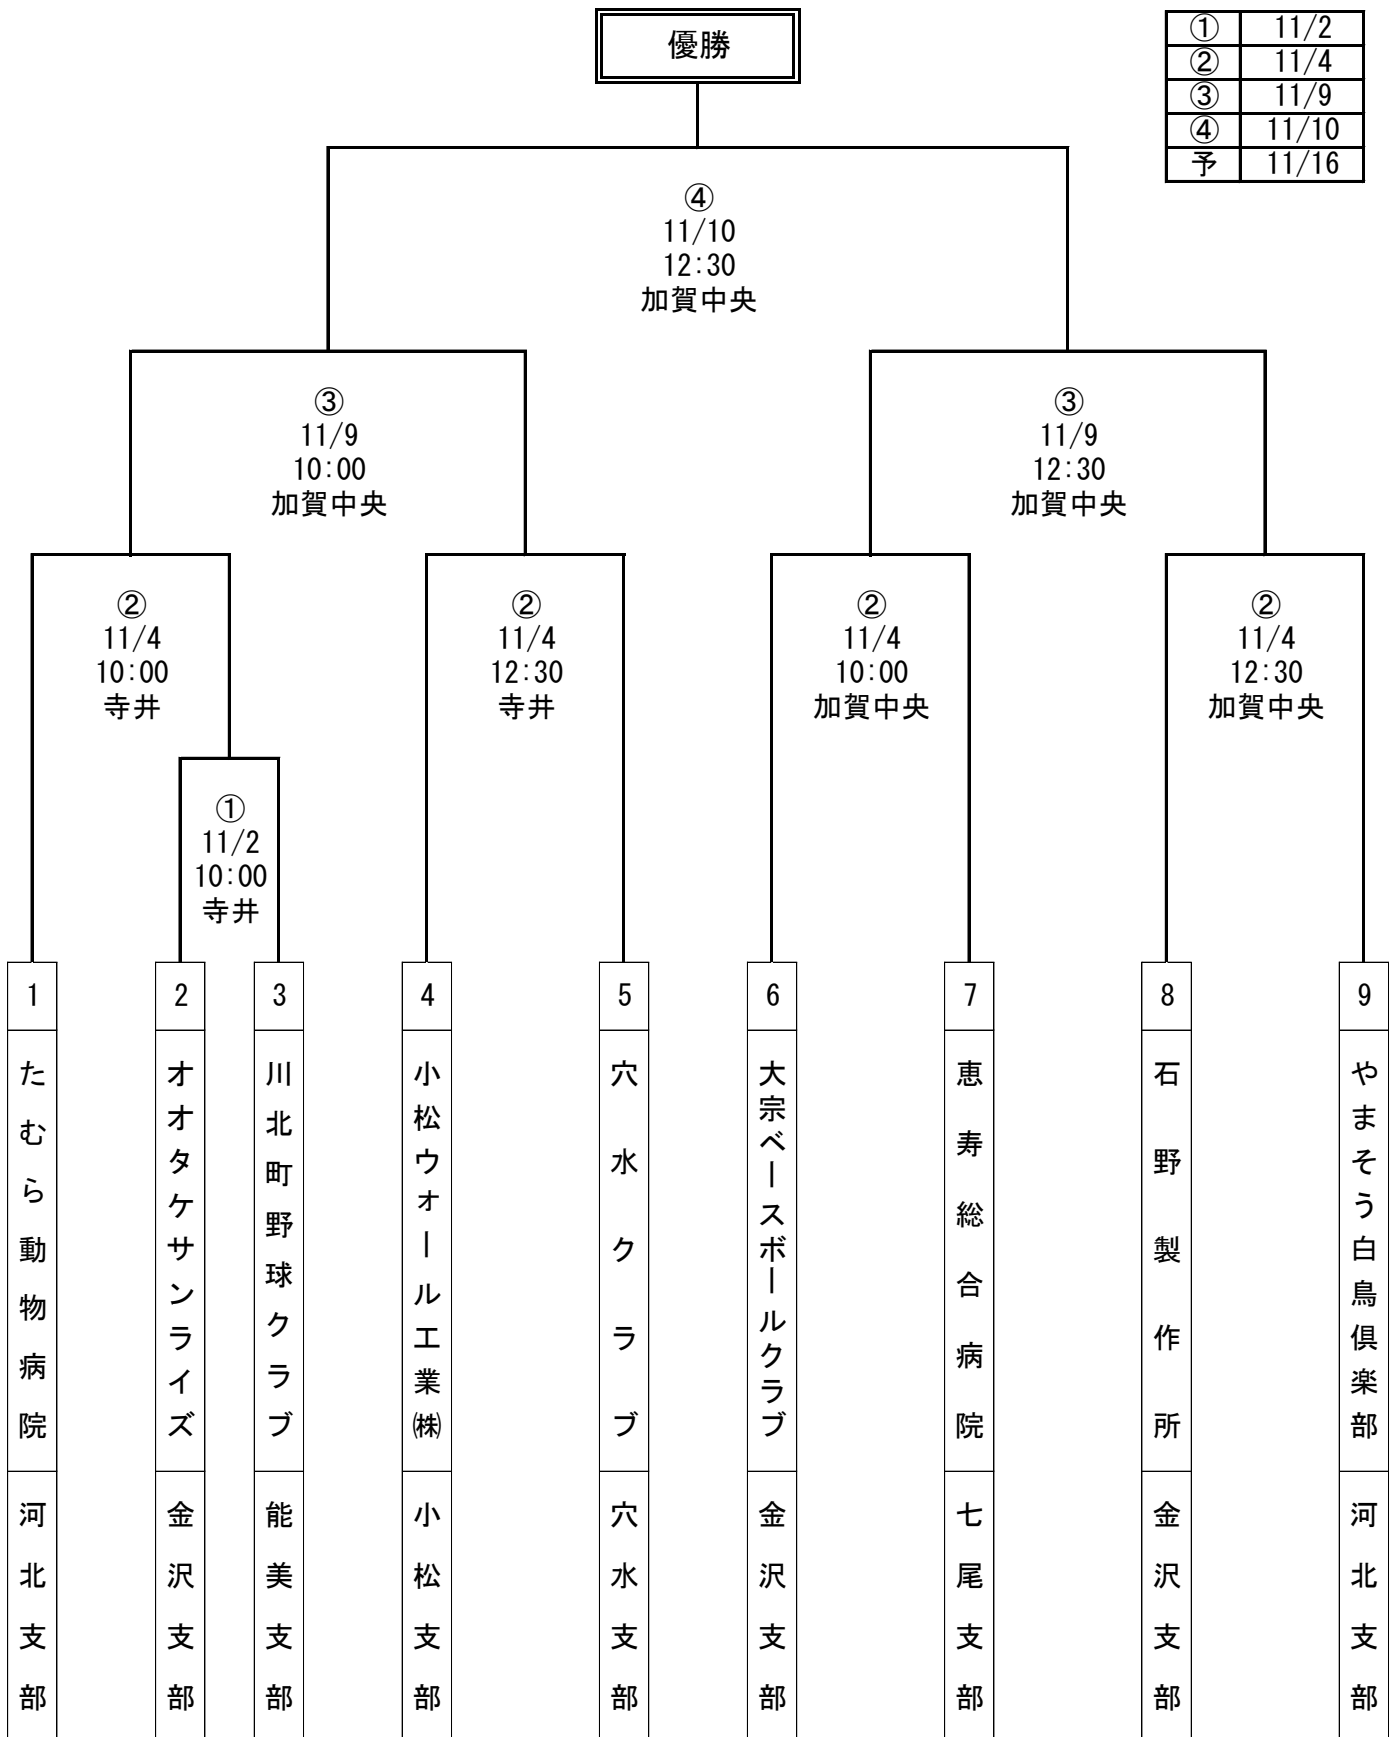 優勝
① 11/2
② 11/4
③ 11/9
④ 11/10
予 11/16
④
11/10
12:30
加賀中央
③
11/9
10:00
加賀中央
③
11/9
12:30
加賀中央
②
11/4
10:00
寺井
②
11/4
12:30
寺井
②
11/4
10:00
加賀中央
②
11/4
12:30
加賀中央
①
11/2
10:00
寺井
1
たむら動物病院
河北支部
2
オオタケサンライズ
金沢支部
3
川北町野球クラブ
能美支部
4
小松ウォール工業㈱
小松支部
5
穴水クラブ
穴水支部
6
大宗ベースボールクラブ
金沢支部
7
恵寿総合病院
七尾支部
8
石野製作所
金沢支部
9
やまそう白鳥倶楽部
河北支部